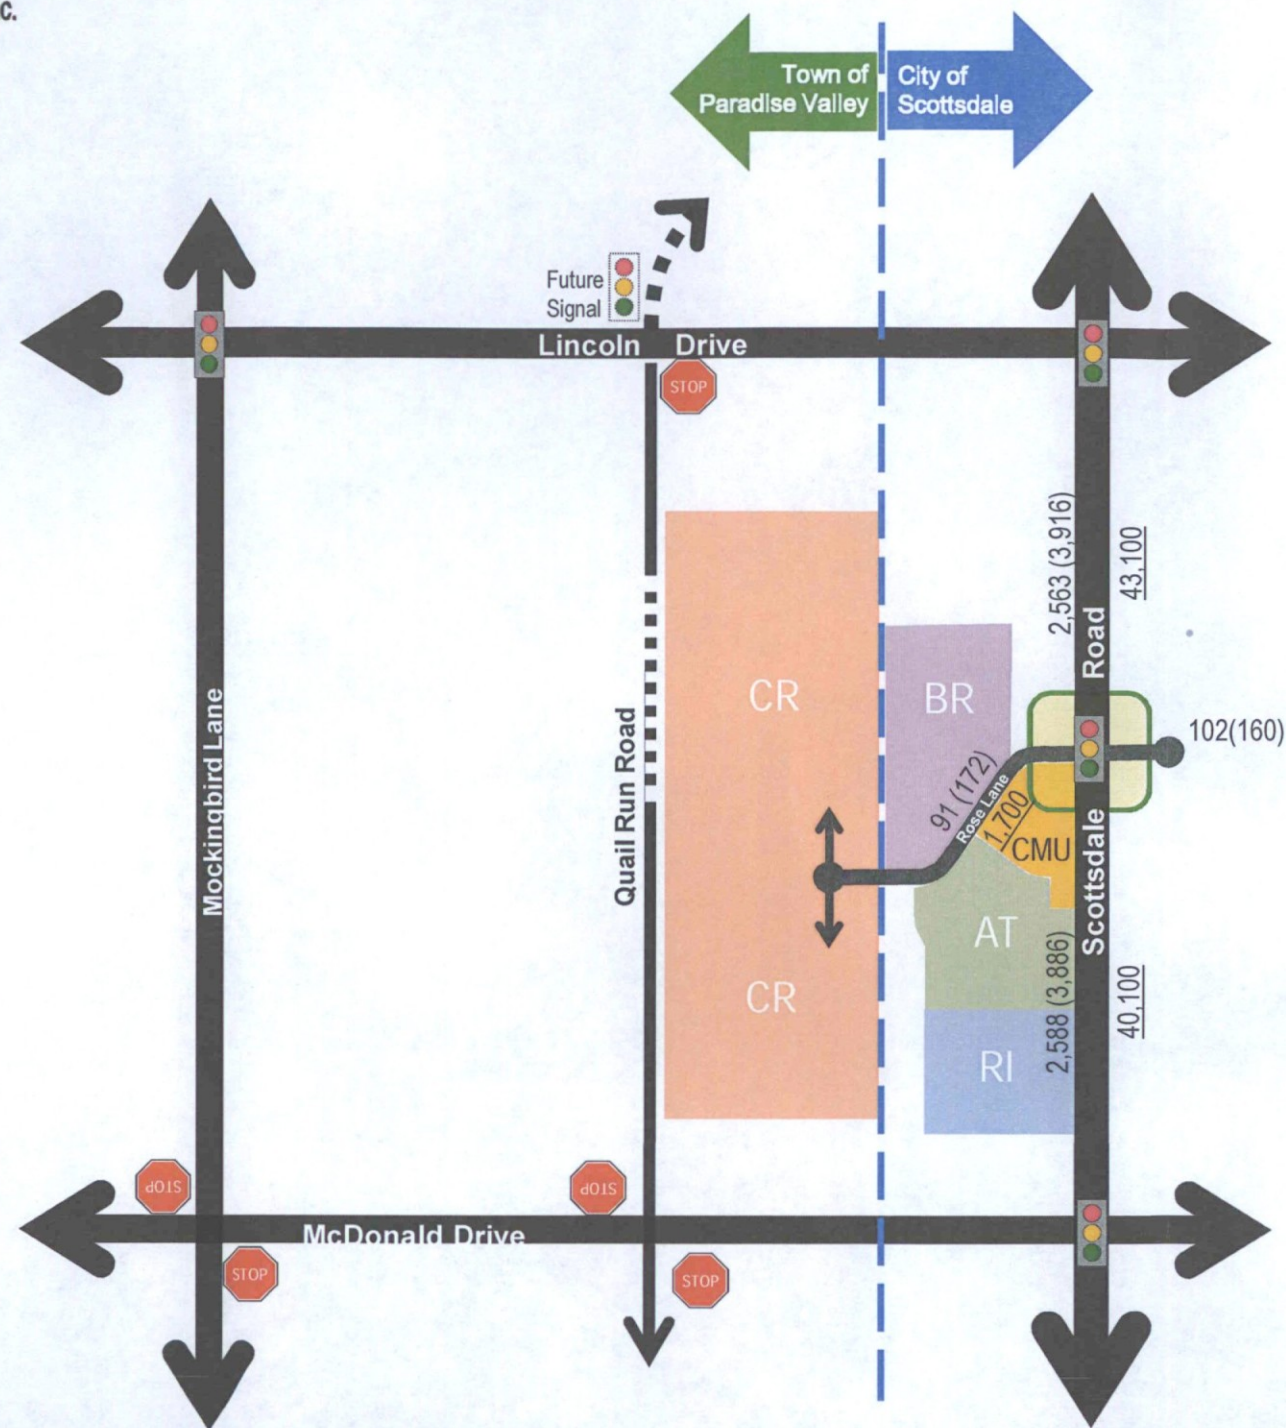 c.
Town of
Paradise Valley
City of
Scottsdale
Future
Signal
Lincoln Drive
STOP
2,563 (3,916)
43,100
Road
CR
BR
Mockingbird Lane
Quail Run Road
102(160)
91 (172)
Rose Lane
1,700
CMU
Scottsdale
AT
CR
2,588 (3,886)
40,100
RI
STOP
STOP
McDonald Drive
STOP
STOP